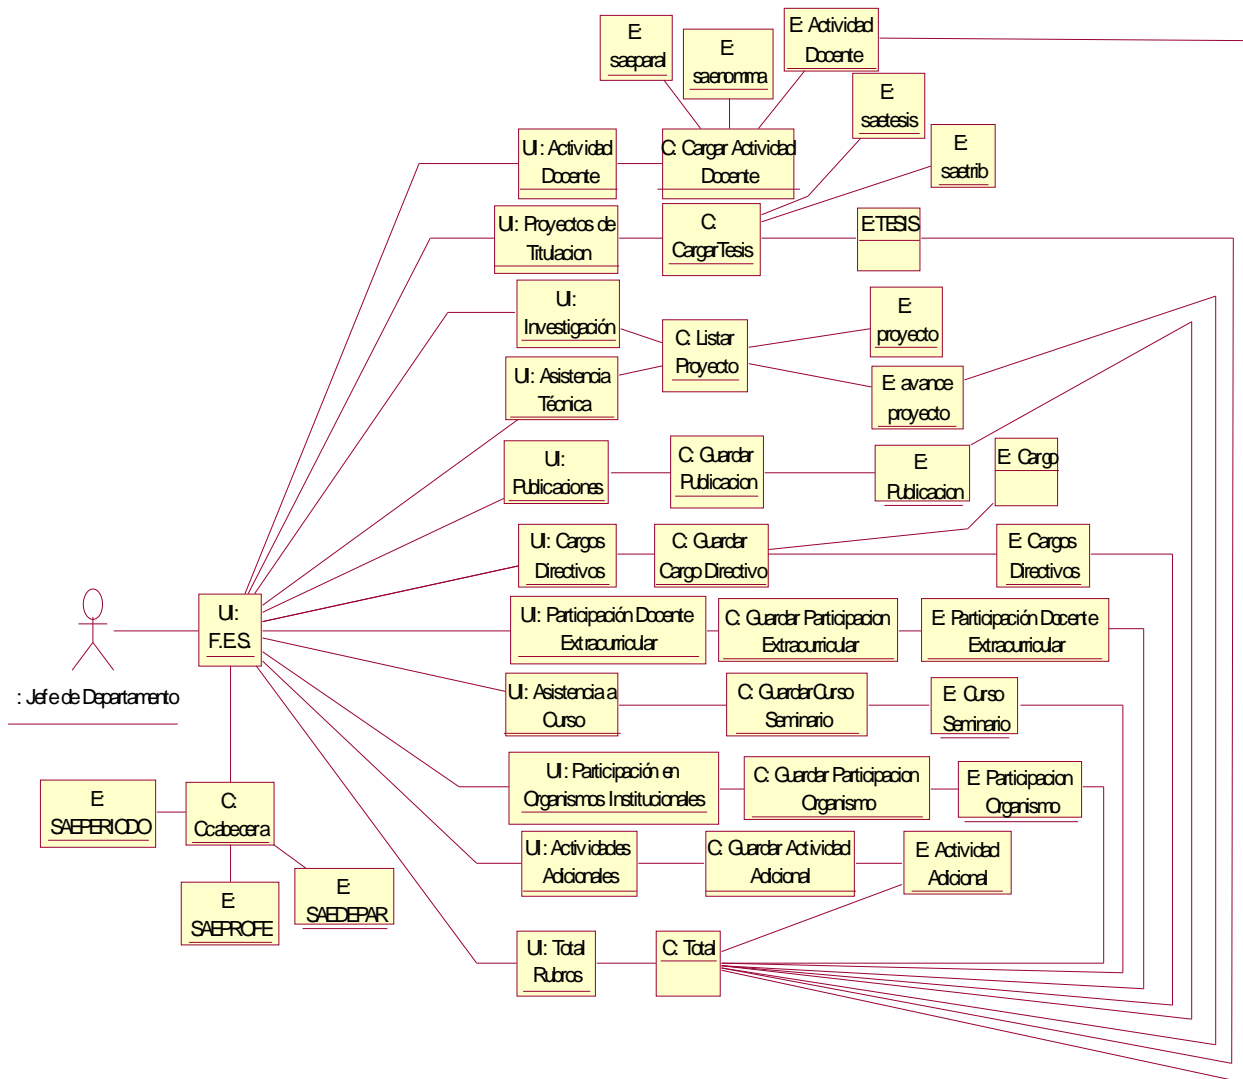 E:
saeparal
E:
saenomma
E: Actividad
Docente
E:
saetesis
E:
saetrib
UI: Actividad
Docente
C: Cargar Actividad
Docente
UI: Proyectos de
Titulacion
C:
CargarTesis
E:TESIS
UI:
Investigación
C: Listar
Proyecto
E:
proyecto
UI: Asistencia
Técnica
E: avance
proyecto
UI:
Publicaciones
C: Guardar
Publicacion
E:
Publicacion
E: Cargo
UI: Cargos
Directivos
C: Guardar
Cargo Directivo
E: Cargos
Directivos
UI:
F.E.S.
: Jefe de Departamento
UI: Participación Docente
Extracurricular
C: Guardar Participacion
Extracurricular
E: Participación Docente
Extracurricular
UI: Asistencia a
Curso
C: GuardarCurso
Seminario
E: Curso
Seminario
UI: Participación en
Organismos Institucionales
C: Guardar Participacion
Organismo
E: Participacion
Organismo
E:
SAEPERIODO
C:
Ccabecera
E:
SAEPROFE
E:
SAEDEPAR
UI: Actividades
Adicionales
C: Guardar Actividad
Adicional
E: Actividad
Adicional
UI: Total
Rubros
C: Total